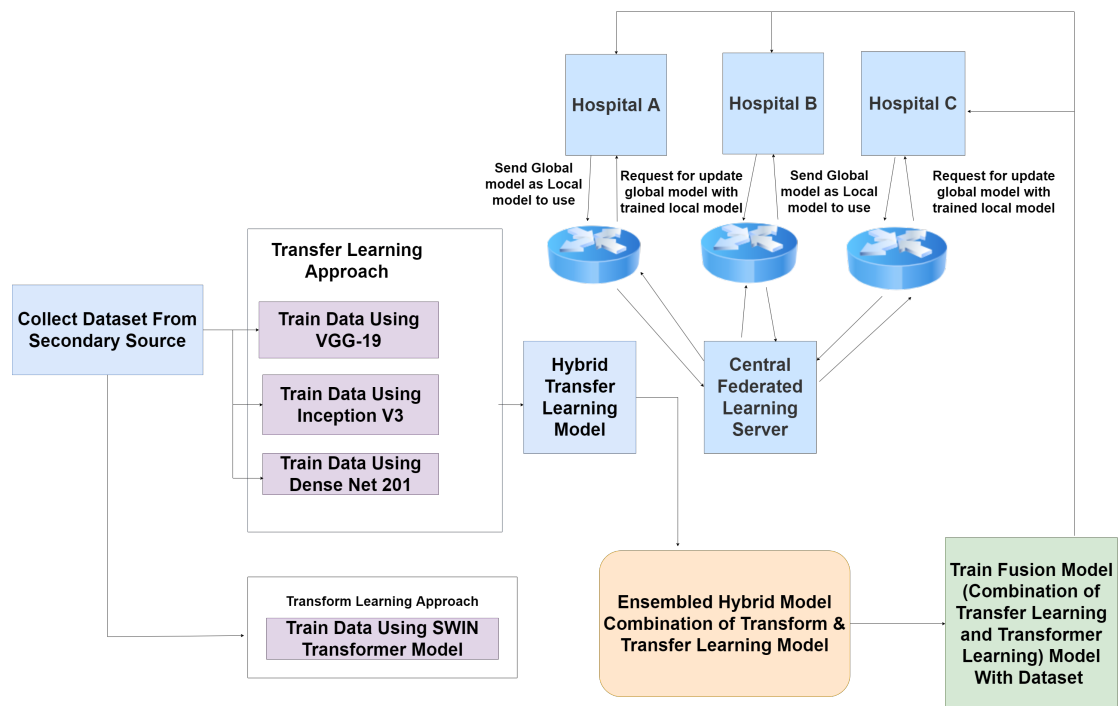 Hospital A
Hospital B
Hospital C
Send Global
model as Local
model to use
Request for update
global model with
trained local model
Send Global
model as Local
model to use
Request for update
global model with
trained local model
Transfer Learning
Approach
Collect Dataset From
Secondary Source
Train Data Using
VGG-19
Train Data Using
Inception V3
Train Data Using
Dense Net 201
Hybrid
Transfer
Learning
Model
Central
Federated
Learning
Server
Transform Learning Approach
Train Data Using SWIN
Transformer Model
Ensembled Hybrid Model
Combination of Transform &
Transfer Learning Model
Train Fusion Model
(Combination of
Transfer Learning
and Transformer
Learning) Model
With Dataset